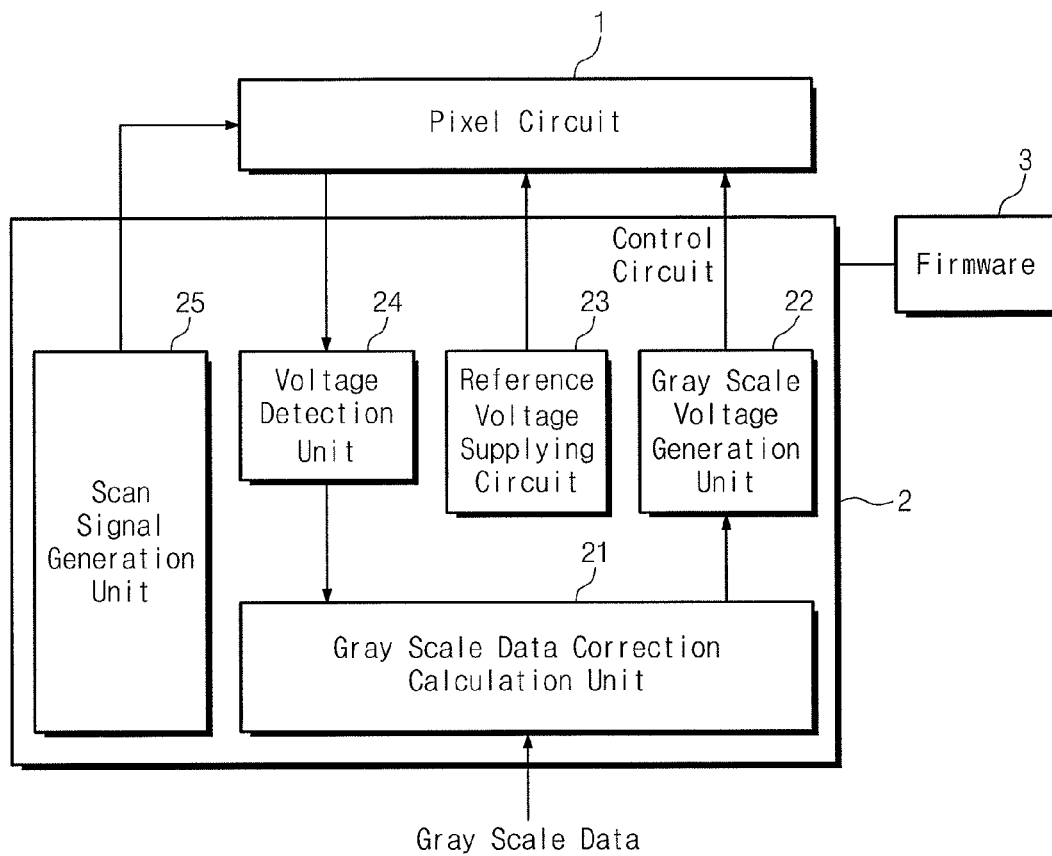 1
Pixel Circuit
3
Firmware
Control
Circuit
25
24
23
22
Scan
Signal
Generation
Unit
Voltage
Detection
Unit
Reference
Voltage
Supplying
Circuit
Gray Scale
Voltage
Generation
Unit
2
21
Gray Scale Data Correction
Calculation Unit
Gray Scale Data